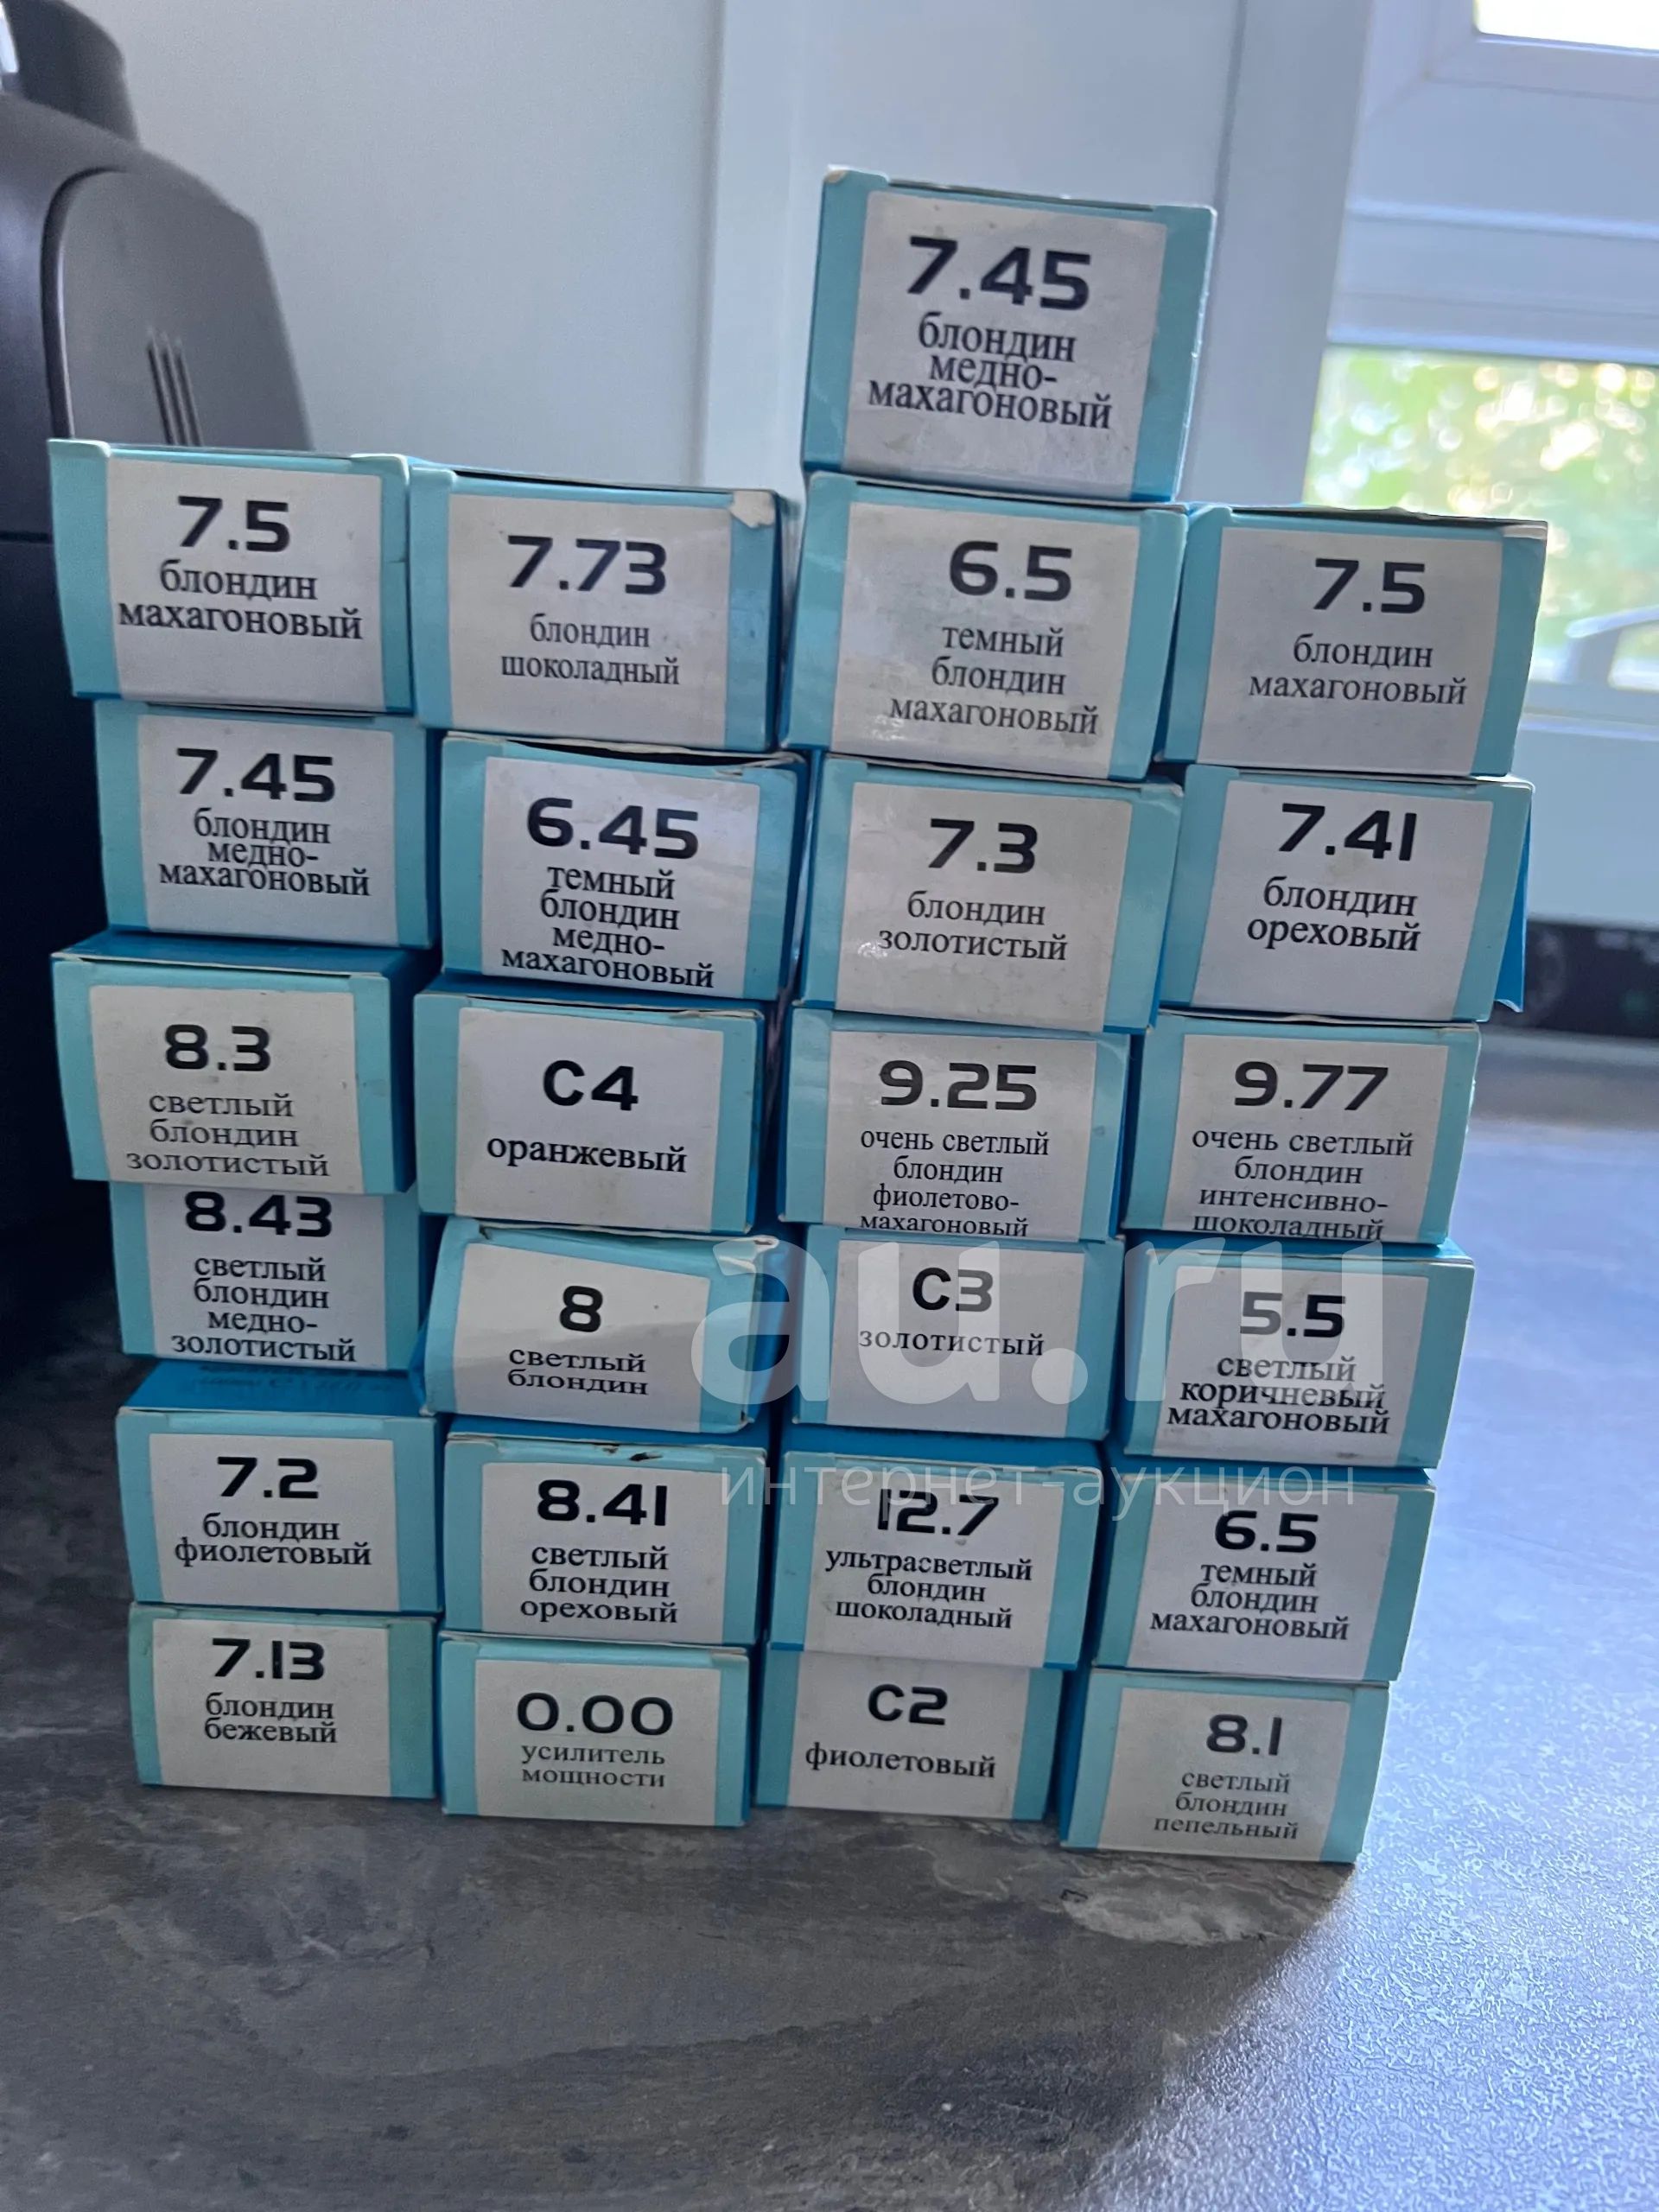 7.45
блондин
медно-
махагоновый
7.5
блондин
махагоновый
7.73
блондин
шоколадный
6.5
темный
блондин
махагоновый
7.5
блондин
махагоновый
7.45
блондин
медно-
махагоновый
6.45
темный
блондин
медно-
махагоновый
7.3
блондин
золотистый
7.41
блондин
ореховый
8.3
светлый
блондин
золотистый
С4
оранжевый
9.25
очень светлый
блондин
фиолетово-
махагоновый
9.77
очень светлый
блондин
интенсивно-
шоколадный
8.43
светлый
блондин
медно-
золотистый
8
светлый
блондин
С3
золотистый
5.5
светлый
коричневый
махагоновый
au.ru
интернет-аукцион
7.2
блондин
фиолетовый
8.41
светлый
блондин
ореховый
12.7
ультрасветлый
блондин
шоколадный
6.5
темный
блондин
махагоновый
7.13
блондин
бежевый
0.00
усилитель
мощности
С2
фиолетовый
8.1
светлый
блондин
пепельный